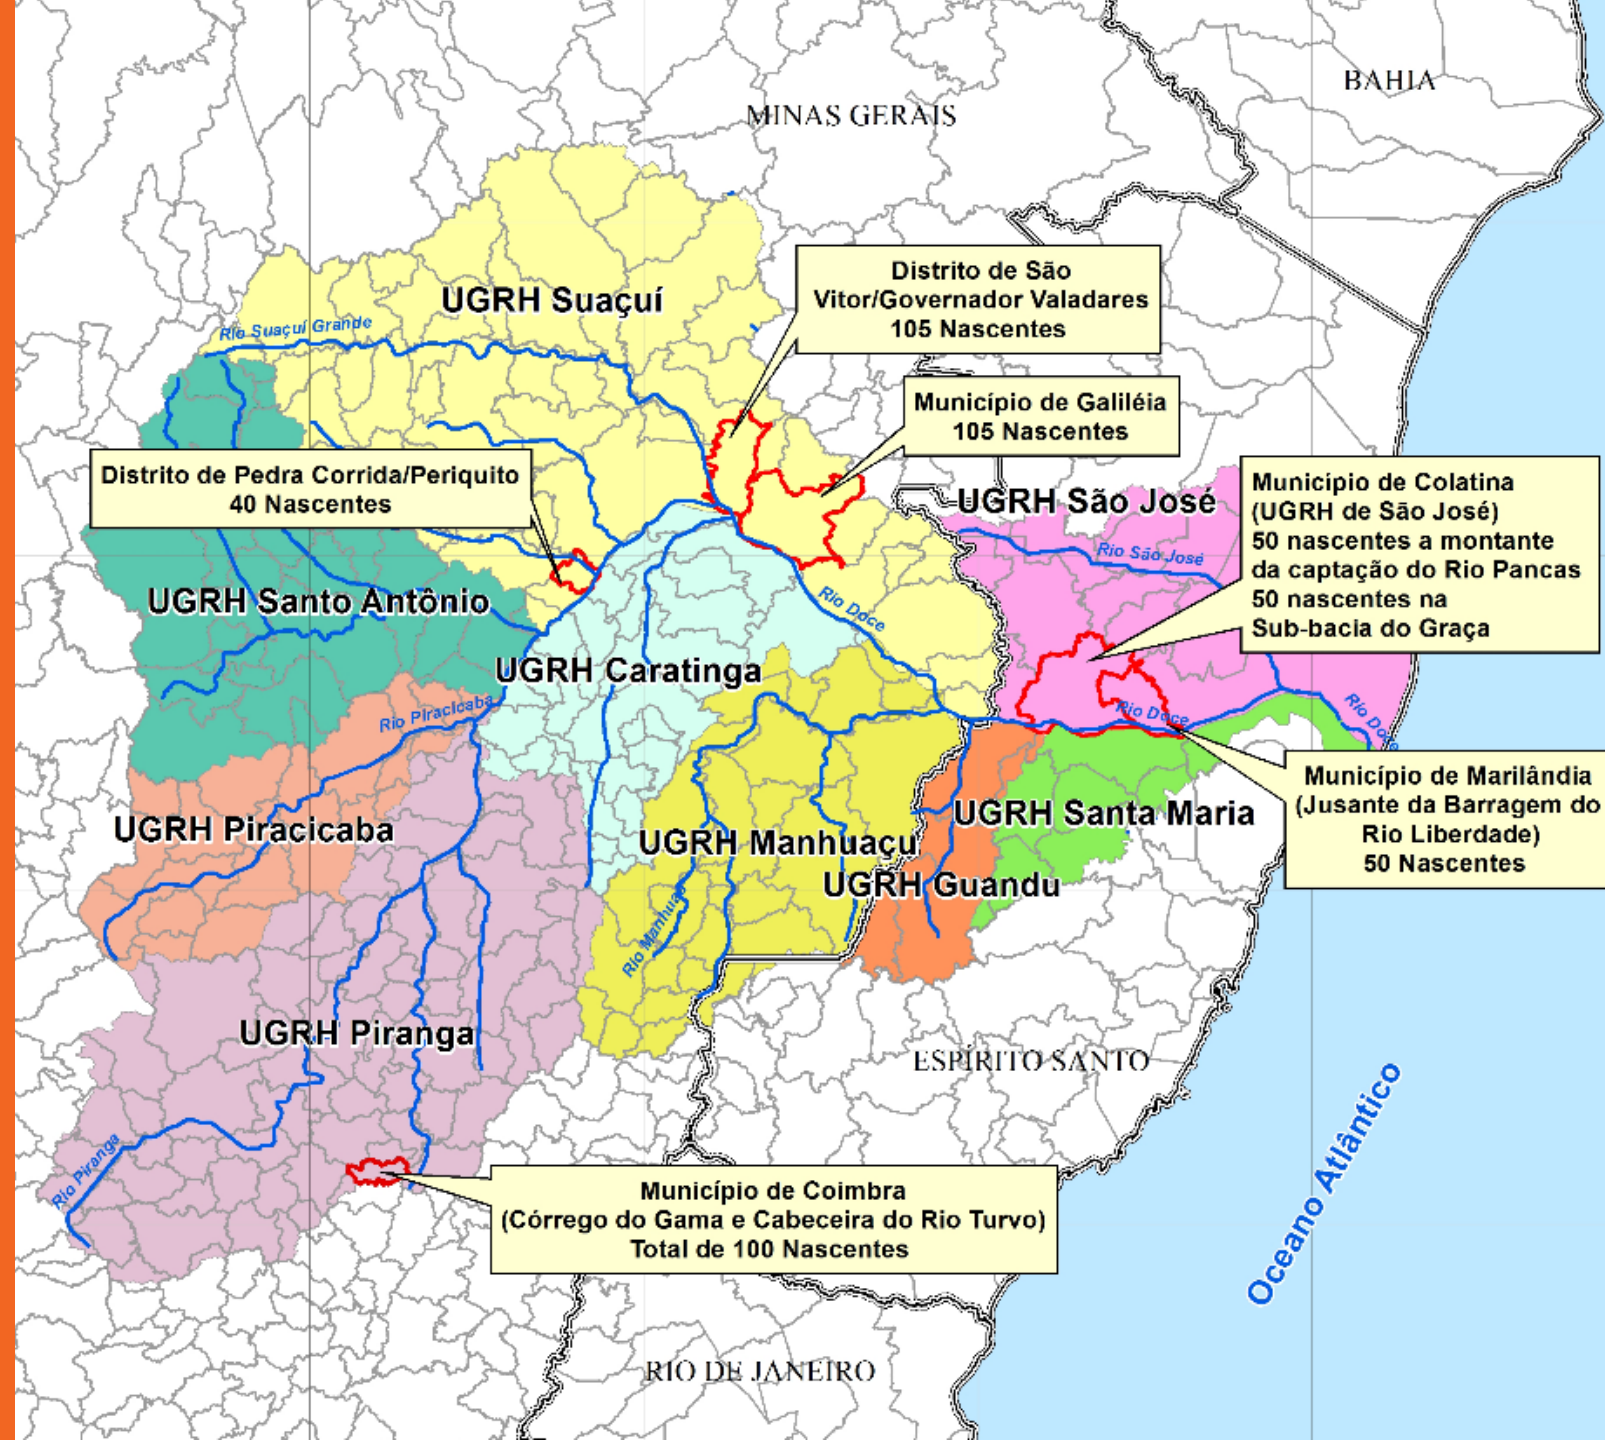 BAHIA
MINAS GERAIS
Distrito de São
Vitor/Governador Valadares
105 Nascentes
UGRH Suaçuí
Rio Suaçuí Grande
Município de Galiléia
105 Nascentes
Distrito de Pedra Corrida/Periquito
40 Nascentes
UGRH São José
Município de Colatina
(UGRH de São José)
50 nascentes a montante
da captação do Rio Pancas
50 nascentes na
Sub-bacia do Graça
Rio São José
UGRH Santo Antônio
Rio Doce
UGRH Caratinga
Rio Piracicaba
Rio Doce
Rio Doce
Município de Marilândia
(Jusante da Barragem do
Rio Liberdade)
50 Nascentes
UGRH Piracicaba
UGRH Santa Maria
UGRH Manhuaçu
UGRH Guandu
Rio Manhuaç
UGRH Piranga
ESPÍRITO SANTO
Rio Piranga
Município de Coimbra
(Córrego do Gama e Cabeceira do Rio Turvo)
Total de 100 Nascentes
Oceano Atlântico
RIO DE JANEIRO